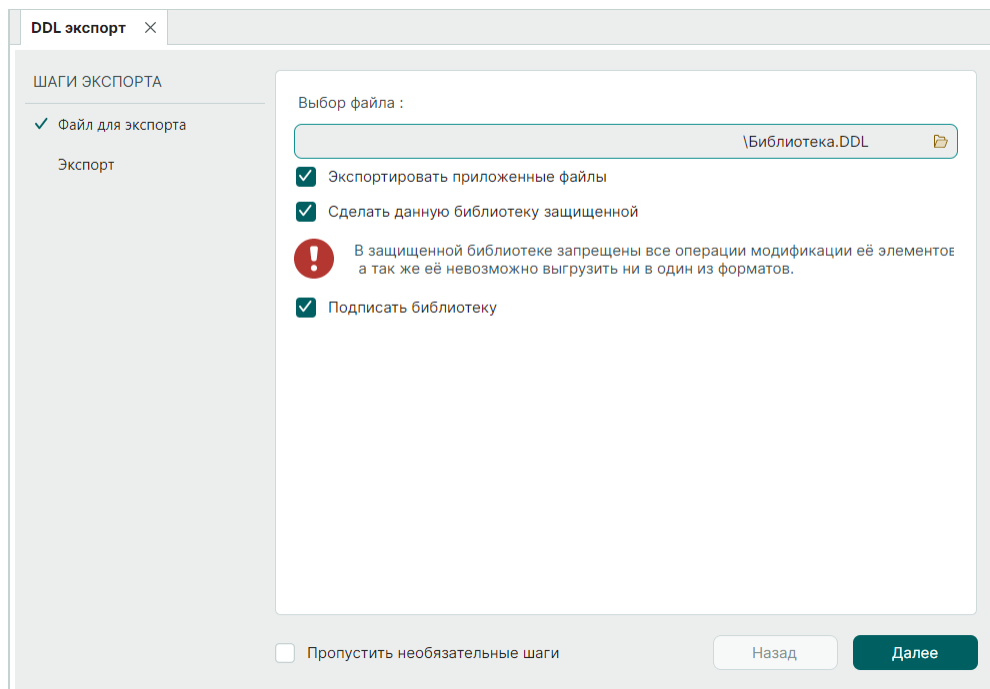 DDL экспорт
ШАГИ ЭКСПОРТА
Файл для экспорта
Экспорт
Выбор файла :
\Библиотека.DDL
Экспортировать приложенные файлы
Сделать данную библиотеку защищенной
В защищенной библиотеке запрещены все операции модификации её элементов
а так же её невозможно выгрузить ни в один из форматов.
Подписать библиотеку
Пропустить необязательные шаги
Назад
Далее